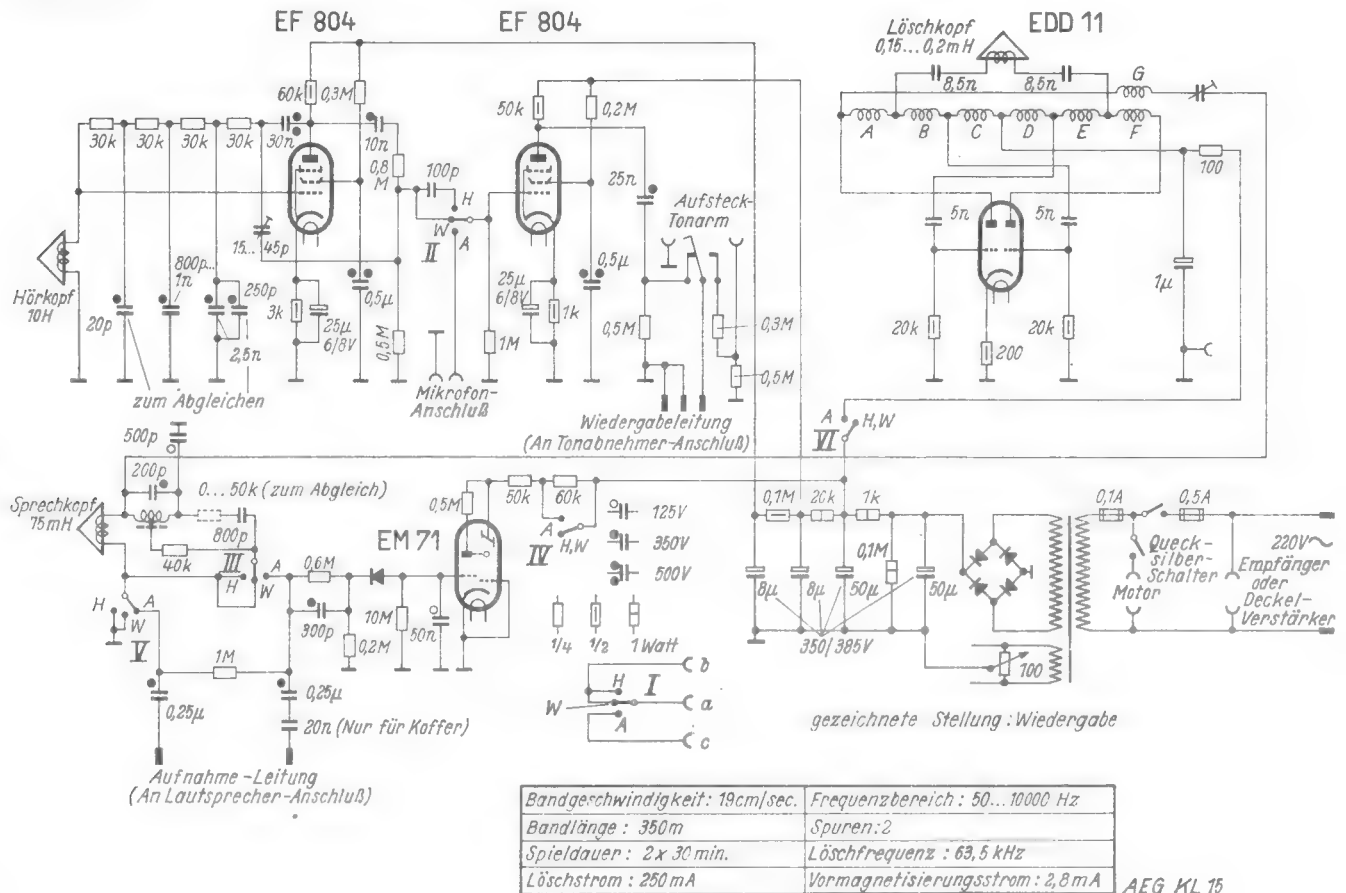 EF 804
EF 804
EDD 11
Löschkopf
0,15...0,2mH
8,5n
8,5n
G
A
B
C
D
E
F
100
60k
0,3M
50k
0,2M
30k
30k
30k
30k
30n
10n
0,8
M
100p
H
W
A
II
25n
Aufsteck-
Tonarm
5n
5n
15...
45p
Hörkopf
10H
20p
800p...
1n
250p
2,5n
3k
25µ
6/8V
0,5µ
0,5M
25µ
6/8V
1M
1k
0,5µ
0,5M
0,3M
0,5M
20k
200
20k
1µ
zum Abgleichen
Mikrofon-
Anschluß
Wiedergabeleitung
(An Tonabnehmer-Anschluß)
A
VI
H,W
500p
200p
0...50k (zum Abgleich)
Sprechkopf
75mH
800p
40k
III
H
A
W
0,6M
EM 71
0,5M
50k
60k
A
IV
H,W
125V
350V
500V
0,1M
20k
1k
0,1M
8µ
8µ
50µ
50µ
350/385V
100
0,1A
0,5A
Queck-
silber-
Schalter
Motor
220V~
Empfänger
oder
Deckel-
Verstärker
H
A
W
V
300p
0,2M
10M
50n
1M
0,25µ
0,25µ
20n (Nur für Koffer)
1/4
1/2
1 Watt
H
I
W
A
b
a
c
gezeichnete Stellung: Wiedergabe
Aufnahme-Leitung
(An Lautsprecher-Anschluß)
Bandgeschwindigkeit: 19cm/sec. Frequenzbereich: 50...10000 Hz
Bandlänge: 350m Spuren: 2
Spieldauer: 2x30min. Löschfrequenz: 63,5 kHz
Löschstrom: 250mA Vormagnetisierungsstrom: 2,8mA
AEG KL 15